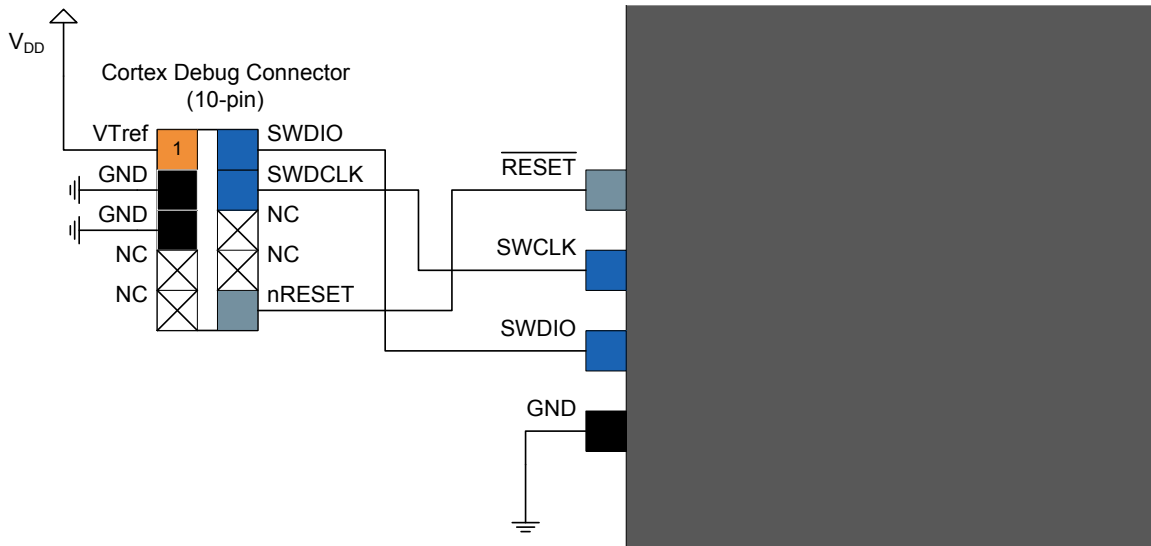 VDD
Cortex Debug Connector
(10-pin)
VTref
1
SWDIO
GND
SWDCLK
GND
NC
NC
NC
NC
nRESET
RESET
SWCLK
SWDIO
GND